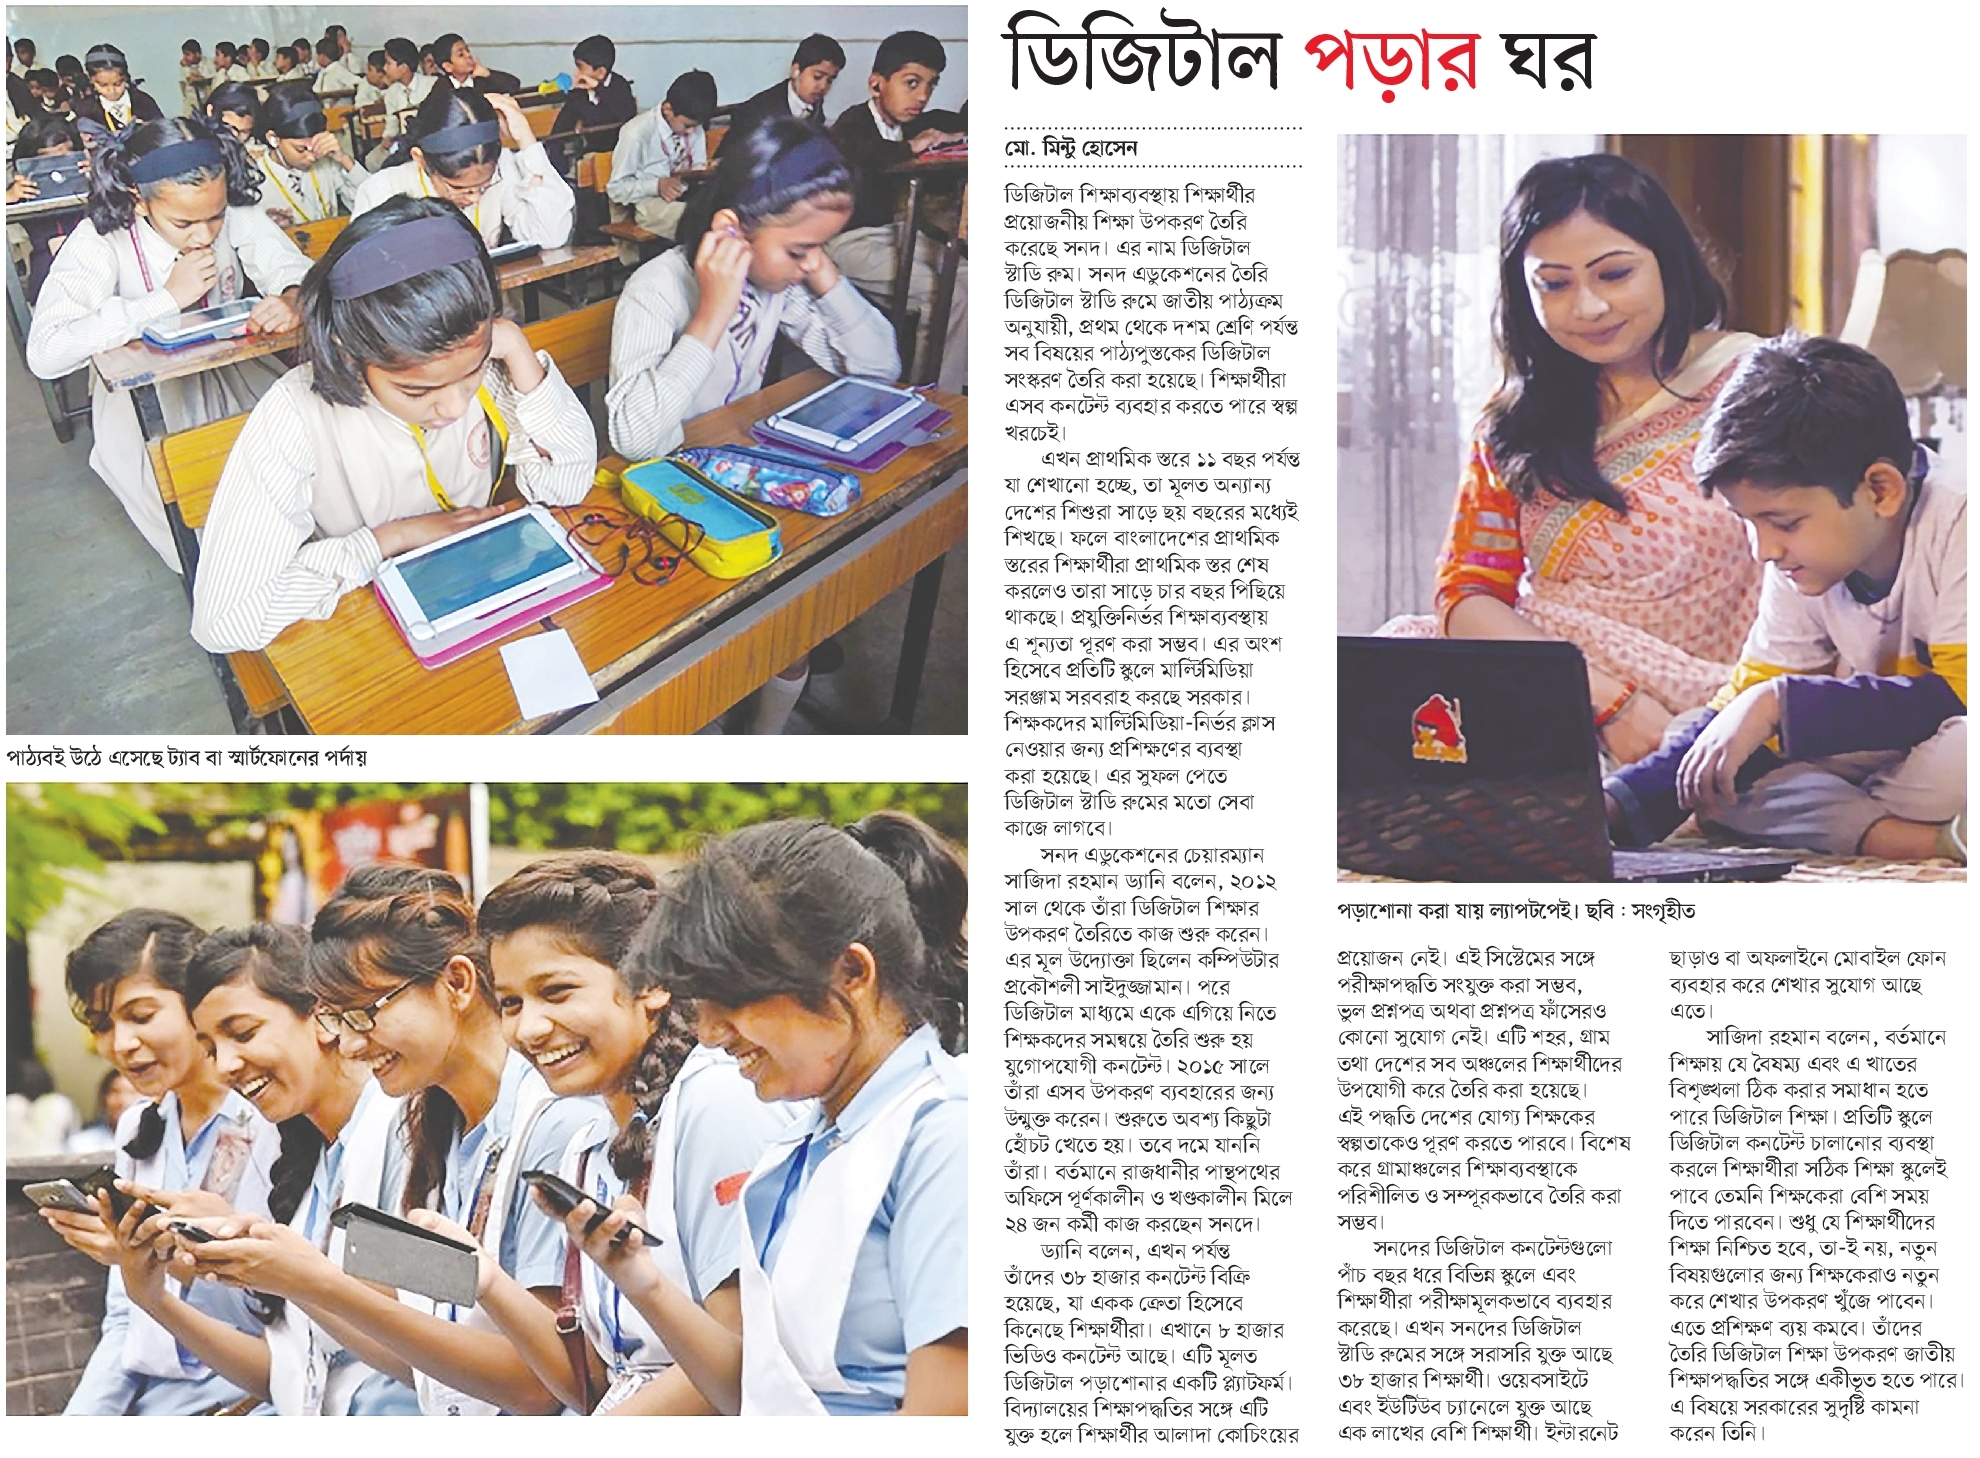 ডিজিটাল পড়ার ঘর
মো. মিন্টু হোসেন
ডিজিটাল শিক্ষাব্যবস্থায় শিক্ষার্থীর
প্রয়োজনীয় শিক্ষা উপকরণ তৈরি
করেছে সনদ। এর নাম ডিজিটাল
স্টাডি রুম। সনদ এডুকেশনের তৈরি
ডিজিটাল স্টাডি রুমে জাতীয় পাঠ্যক্রম
অনুযায়ী, প্রথম থেকে দশম শ্রেণি পর্যন্ত
সব বিষয়ের পাঠ্যপুস্তকের ডিজিটাল
সংস্করণ তৈরি করা হয়েছে। শিক্ষার্থীরা
এসব কনটেন্ট ব্যবহার করতে পারে স্বল্প
খরচেই।
এখন প্রাথমিক স্তরে ১১ বছর পর্যন্ত
যা শেখানো হচ্ছে, তা মূলত অন্যান্য
দেশের শিশুরা সাড়ে ছয় বছরের মধ্যেই
শিখছে। ফলে বাংলাদেশের প্রাথমিক
স্তরের শিক্ষার্থীরা প্রাথমিক স্তর শেষ
করলেও তারা সাড়ে চার বছর পিছিয়ে
থাকছে। প্রযুক্তিনির্ভর শিক্ষাব্যবস্থায়
এ শূন্যতা পূরণ করা সম্ভব। এর অংশ
হিসেবে প্রতিটি স্কুলে মাল্টিমিডিয়া
সরঞ্জাম সরবরাহ করছে সরকার।
শিক্ষকদের মাল্টিমিডিয়া-নির্ভর ক্লাস
নেওয়ার জন্য প্রশিক্ষণের ব্যবস্থা
করা হয়েছে। এর সুফল পেতে
ডিজিটাল স্টাডি রুমের মতো সেবা
কাজে লাগবে।
সনদ এডুকেশনের চেয়ারম্যান
সাজিদা রহমান ড্যানি বলেন, ২০১২
সাল থেকে তাঁরা ডিজিটাল শিক্ষার
উপকরণ তৈরিতে কাজ শুরু করেন।
এর মূল উদ্যোক্তা ছিলেন কম্পিউটার
প্রকৌশলী সাইদুজ্জামান। পরে
ডিজিটাল মাধ্যমে একে এগিয়ে নিতে
শিক্ষকদের সমন্বয়ে তৈরি শুরু হয়
যুগোপযোগী কনটেন্ট। ২০১৫ সালে
তাঁরা এসব উপকরণ ব্যবহারের জন্য
উন্মুক্ত করেন। শুরুতে অবশ্য কিছুটা
হোঁচট খেতে হয়। তবে দমে যাননি
তাঁরা। বর্তমানে রাজধানীর পান্থপথের
অফিসে পূর্ণকালীন ও খণ্ডকালীন মিলে
২৪ জন কর্মী কাজ করছেন সনদে।
ড্যানি বলেন, এখন পর্যন্ত
তাঁদের ৩৮ হাজার কনটেন্ট বিক্রি
হয়েছে, যা একক ক্রেতা হিসেবে
কিনেছে শিক্ষার্থীরা। এখানে ৮ হাজার
ভিডিও কনটেন্ট আছে। এটি মূলত
ডিজিটাল পড়াশোনার একটি প্ল্যাটফর্ম।
বিদ্যালয়ের শিক্ষাপদ্ধতির সঙ্গে এটি
যুক্ত হলে শিক্ষার্থীর আলাদা কোচিংয়ের
প্রয়োজন নেই। এই সিস্টেমের সঙ্গে
পরীক্ষাপদ্ধতি সংযুক্ত করা সম্ভব,
ভুল প্রশ্নপত্র অথবা প্রশ্নপত্র ফাঁসেরও
কোনো সুযোগ নেই। এটি শহর, গ্রাম
তথা দেশের সব অঞ্চলের শিক্ষার্থীদের
উপযোগী করে তৈরি করা হয়েছে।
এই পদ্ধতি দেশের যোগ্য শিক্ষকের
স্বল্পতাকেও পূরণ করতে পারবে। বিশেষ
করে গ্রামাঞ্চলের শিক্ষাব্যবস্থাকে
পরিশীলিত ও সম্পূরকভাবে তৈরি করা
সম্ভব।
সনদের ডিজিটাল কনটেন্টগুলো
পাঁচ বছর ধরে বিভিন্ন স্কুলে এবং
শিক্ষার্থীরা পরীক্ষামূলকভাবে ব্যবহার
করেছে। এখন সনদের ডিজিটাল
স্টাডি রুমের সঙ্গে সরাসরি যুক্ত আছে
৩৮ হাজার শিক্ষার্থী। ওয়েবসাইটে
এবং ইউটিউব চ্যানেলে যুক্ত আছে
এক লাখের বেশি শিক্ষার্থী। ইন্টারনেট
ছাড়াও বা অফলাইনে মোবাইল ফোন
ব্যবহার করে শেখার সুযোগ আছে
এতে।
সাজিদা রহমান বলেন, বর্তমানে
শিক্ষায় যে বৈষম্য এবং এ খাতের
বিশৃঙ্খলা ঠিক করার সমাধান হতে
পারে ডিজিটাল শিক্ষা। প্রতিটি স্কুলে
ডিজিটাল কনটেন্ট চালানোর ব্যবস্থা
করলে শিক্ষার্থীরা সঠিক শিক্ষা স্কুলেই
পাবে তেমনি শিক্ষকেরা বেশি সময়
দিতে পারবেন। শুধু যে শিক্ষার্থীদের
শিক্ষা নিশ্চিত হবে, তা-ই নয়, নতুন
বিষয়গুলোর জন্য শিক্ষকেরাও নতুন
করে শেখার উপকরণ খুঁজে পাবেন।
এতে প্রশিক্ষণ ব্যয় কমবে। তাঁদের
তৈরি ডিজিটাল শিক্ষা উপকরণ জাতীয়
শিক্ষাপদ্ধতির সঙ্গে একীভূত হতে পারে।
এ বিষয়ে সরকারের সুদৃষ্টি কামনা
করেন তিনি।
পাঠ্যবই উঠে এসেছে ট্যাব বা স্মার্টফোনের পর্দায়
পড়াশোনা করা যায় ল্যাপটপেই। ছবি : সংগৃহীত